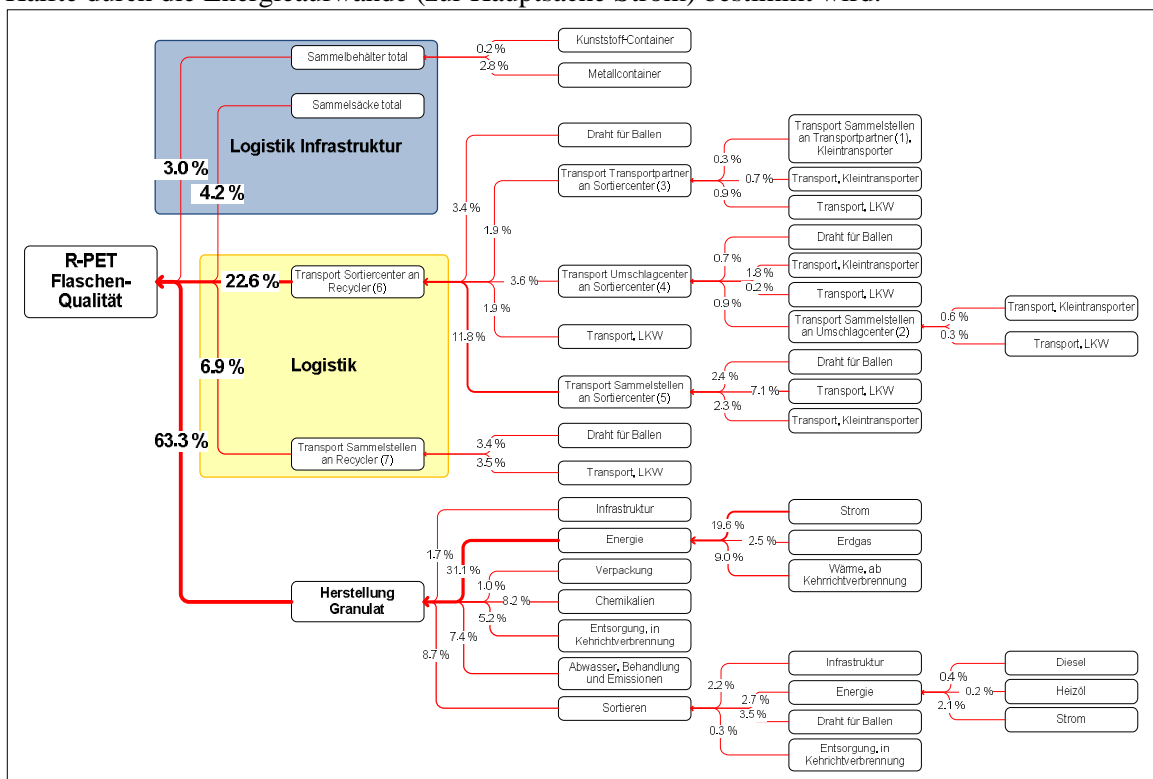 Hälfte durch die Energieaufwände (zur Hauptsache Strom) bestimmt wird.
Kunststoff-Container
0.2 %
Sammelbehälter total
2.8 %
Metallcontainer
Sammelsäcke total
Logistik Infrastruktur
3.0 %
4.2 %
Draht für Ballen
Transport Sammelstellen
an Transportpartner (1),
Kleintransporter
0.3 %
Transport Transportpartner
an Sortiercenter (3)
0.7 %
Transport, Kleintransporter
0.9 %
Transport, LKW
3.4 %
1.9 %
R-PET
Flaschen-
Qualität
22.6 %
Transport Sortiercenter an
Recycler (6)
3.6 %
Transport Umschlagcenter
an Sortiercenter (4)
Draht für Ballen
0.7 %
1.8 %
Transport, Kleintransporter
0.2 %
Transport, LKW
0.9 %
Transport Sammelstellen
an Umschlagcenter (2)
0.6 %
Transport, Kleintransporter
0.3 %
Transport, LKW
1.9 %
Transport, LKW
11.8 %
Logistik
6.9 %
Transport Sammelstellen
an Sortiercenter (5)
Draht für Ballen
2.4 %
7.1 %
Transport, LKW
2.3 %
Transport, Kleintransporter
63.3 %
Transport Sammelstellen
an Recycler (7)
3.4 %
Draht für Ballen
3.5 %
Transport, LKW
Infrastruktur
1.7 %
Energie
31.1 %
19.6 %
Strom
2.5 %
Erdgas
9.0 %
Wärme, ab
Kehrrichtverbrennung
Herstellung
Granulat
Verpackung
1.0 %
8.2 %
Chemikalien
5.2 %
Entsorgung, in
Kehrichtverbrennung
7.4 %
Abwasser, Behandlung
und Emissionen
8.7 %
Sortieren
Infrastruktur
2.2 %
2.7 %
Energie
0.4 %
Diesel
0.2 %
Heizöl
2.1 %
Strom
3.5 %
Draht für Ballen
0.3 %
Entsorgung, in
Kehrichtverbrennung